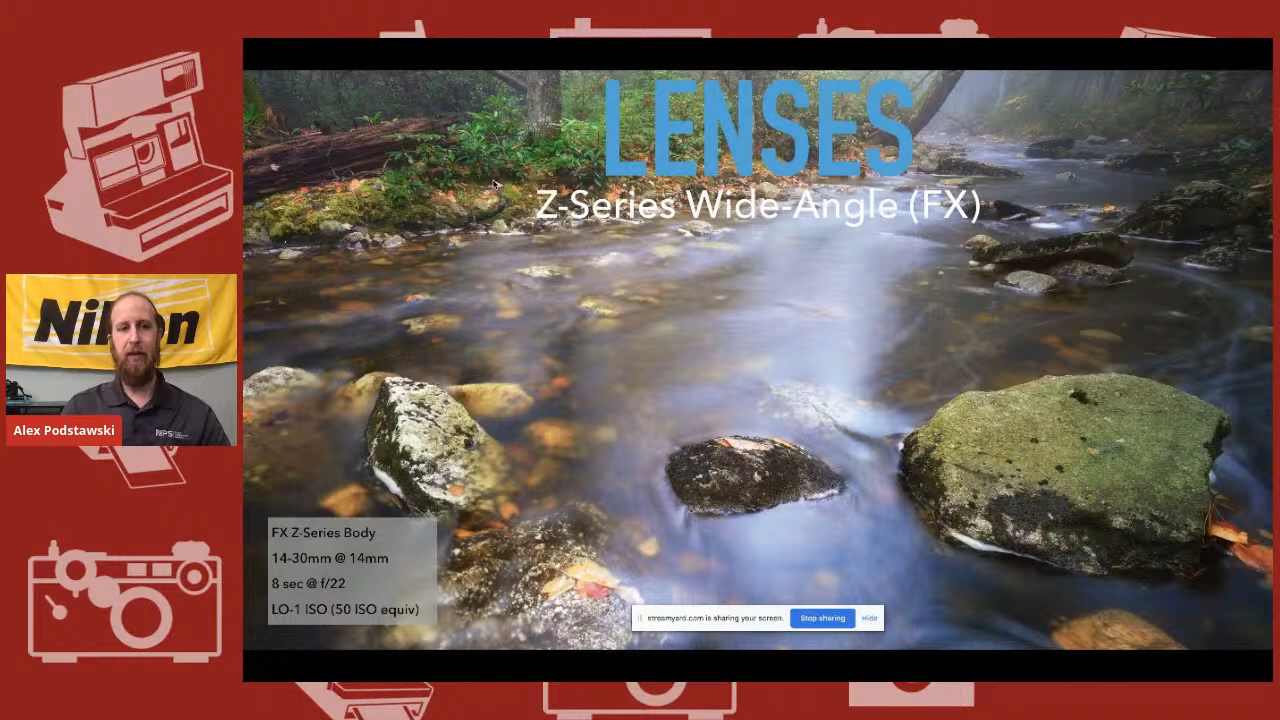 LENSES
Z-Series Wide-Angle (FX)
Nikon
NPS
Alex Podstawski
FX Z-Series Body
14-30mm @ 14mm
8 sec @ f/22
LO-1 ISO (50 ISO equiv)
streamyard.com is sharing your screen.
Stop sharing
Hide